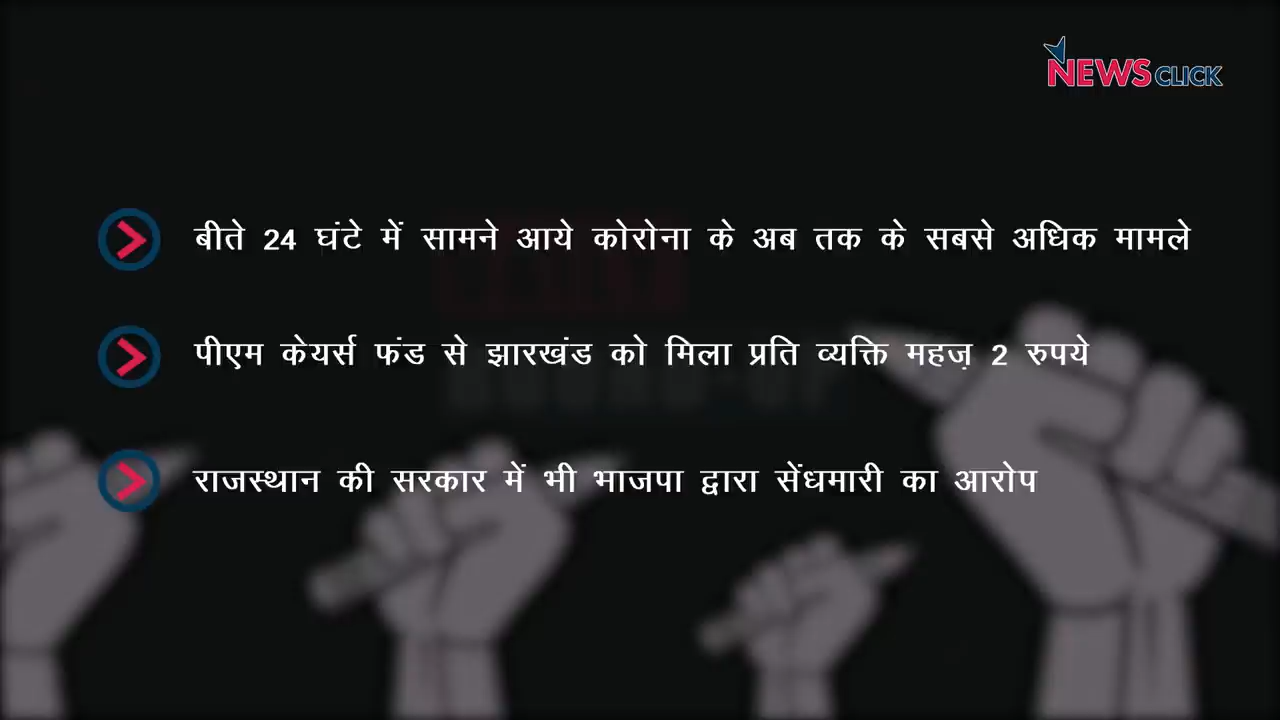 NEWSCLICK
बीते 24 घंटे में सामने आये कोरोना के अब तक के सबसे अधिक मामले
पीएम केयर्स फंड से झारखंड को मिला प्रति व्यक्ति महज़ 2 रुपये
राजस्थान की सरकार में भी भाजपा द्वारा सेंधमारी का आरोप